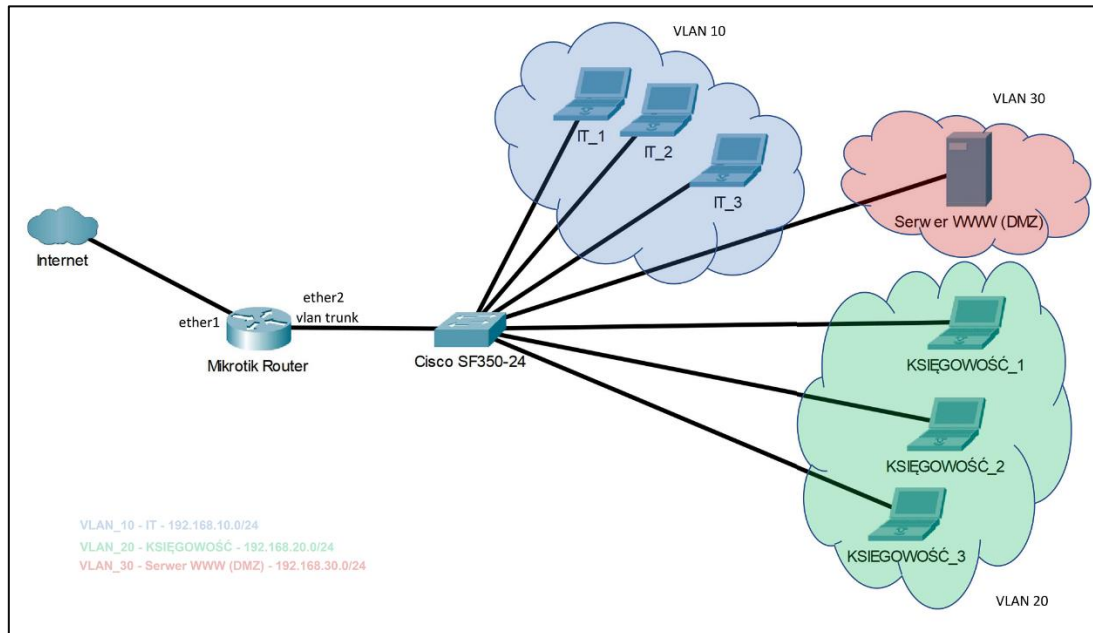 VLAN 10
IT_1
IT_2
IT_3
VLAN 30
Serwer WWW (DMZ)
Internet
ether1
ether2
vlan trunk
Mikrotik Router
Cisco SF350-24
KSIĘGOWOŚĆ_1
KSIĘGOWOŚĆ_2
KSIEGOWOŚĆ_3
VLAN 20
VLAN_10 - IT - 192.168.10.0/24
VLAN_20 - KSIĘGOWOŚĆ - 192.168.20.0/24
VLAN_30 - Serwer WWW (DMZ) - 192.168.30.0/24